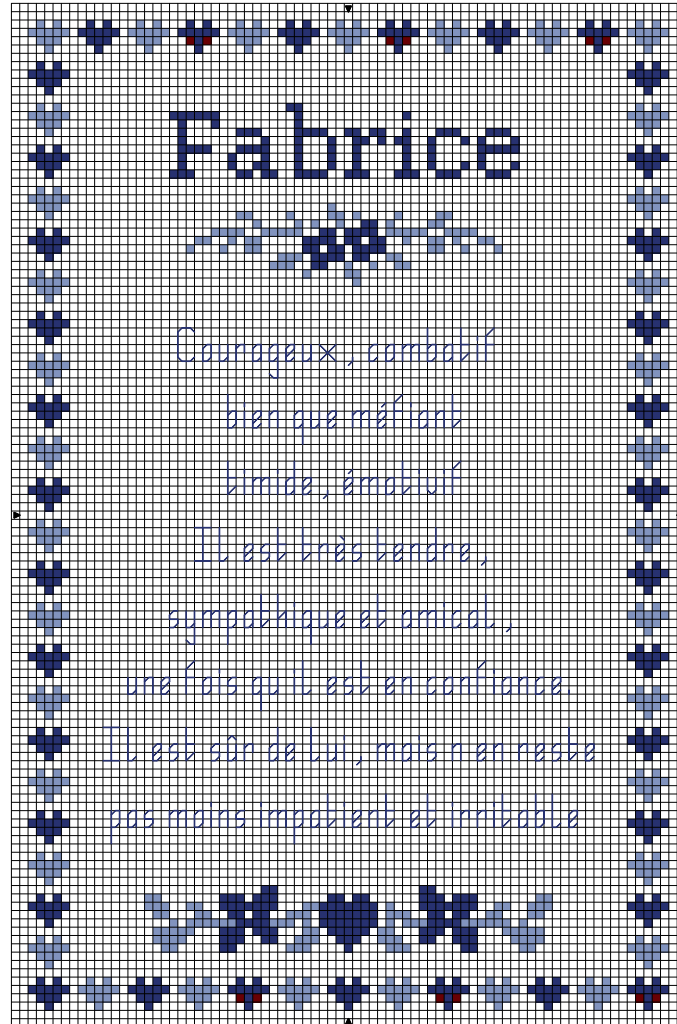 Fabrice
Courageux, combatif
bien que méfiant
timide, émotivif
Il est très tendre,
sympathique et amical,
une fois qu'il est en confiance.
Il est sûr de lui, mais n'en reste
pas moins impatient et irritable